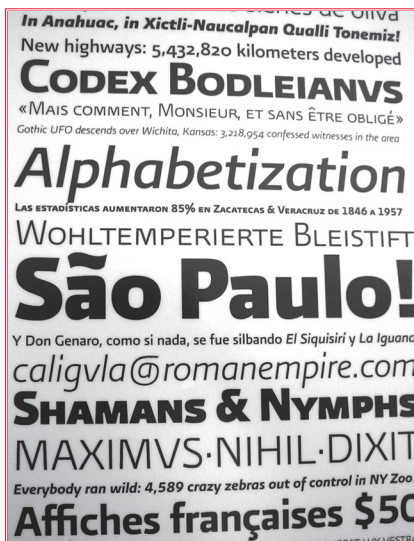 de oliva
In Anahuac, in Xictli-Naucalpan Qualli Tonemiz!
New highways: 5,432,820 kilometers developed
CODEX BODLEIANVS
«MAIS COMMENT, MONSIEUR, ET SANS ÊTRE OBLIGÉ»
Gothic UFO descends over Wichita, Kansas: 3,218,954 confessed witnesses in the area
Alphabetization
LAS ESTADÍSTICAS AUMENTARON 85% EN ZACATECAS & VERACRUZ DE 1846 A 1957
WOHLTEMPERIERTE BLEISTIFT
São Paulo!
Y Don Genaro, como si nada, se fue silbando El Siquisirí y La Iguana
caligvla@romanempire.com
SHAMANS & NYMPHS
MAXIMVS·NIHIL·DIXIT
Everybody ran wild: 4,589 crazy zebras out of control in NY Zoo
Affiches françaises $50